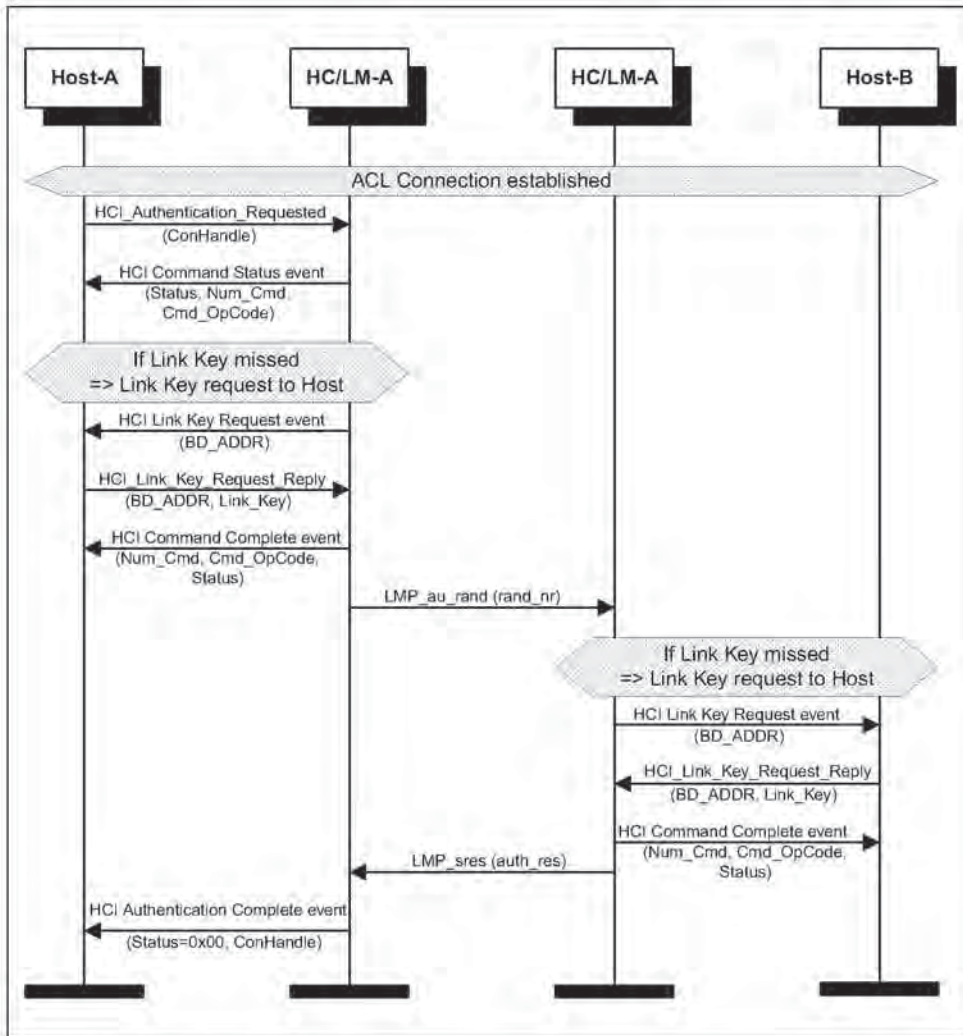 Host-A
HC/LM-A
HC/LM-A
Host-B
ACL Connection established
HCI_Authentication_Requested
(ConHandle)
HCI Command Status event
(Status, Num_Cmd,
Cmd_OpCode)
If Link Key missed
=> Link Key request to Host
HCI Link Key Request event
(BD_ADDR)
HCI_Link_Key_Request_Reply
(BD_ADDR, Link_Key)
HCI Command Complete event
(Num_Cmd, Cmd_OpCode,
Status)
LMP_au_rand (rand_nr)
If Link Key missed
=> Link Key request to Host
HCI Link Key Request event
(BD_ADDR)
HCI_Link_Key_Request_Reply
(BD_ADDR, Link_Key)
HCI Command Complete event
(Num_Cmd, Cmd_OpCode,
Status)
LMP_sres (auth_res)
HCI Authentication Complete event
(Status=0x00, ConHandle)